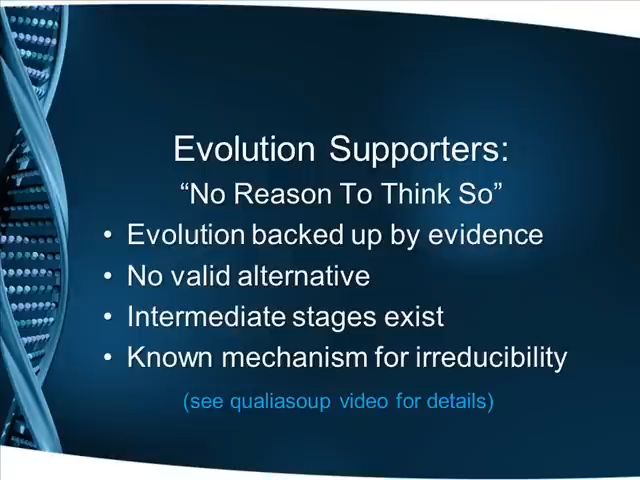 Evolution Supporters:
“No Reason To Think So”
• Evolution backed up by evidence
• No valid alternative
• Intermediate stages exist
• Known mechanism for irreducibility
(see qualiasoup video for details)